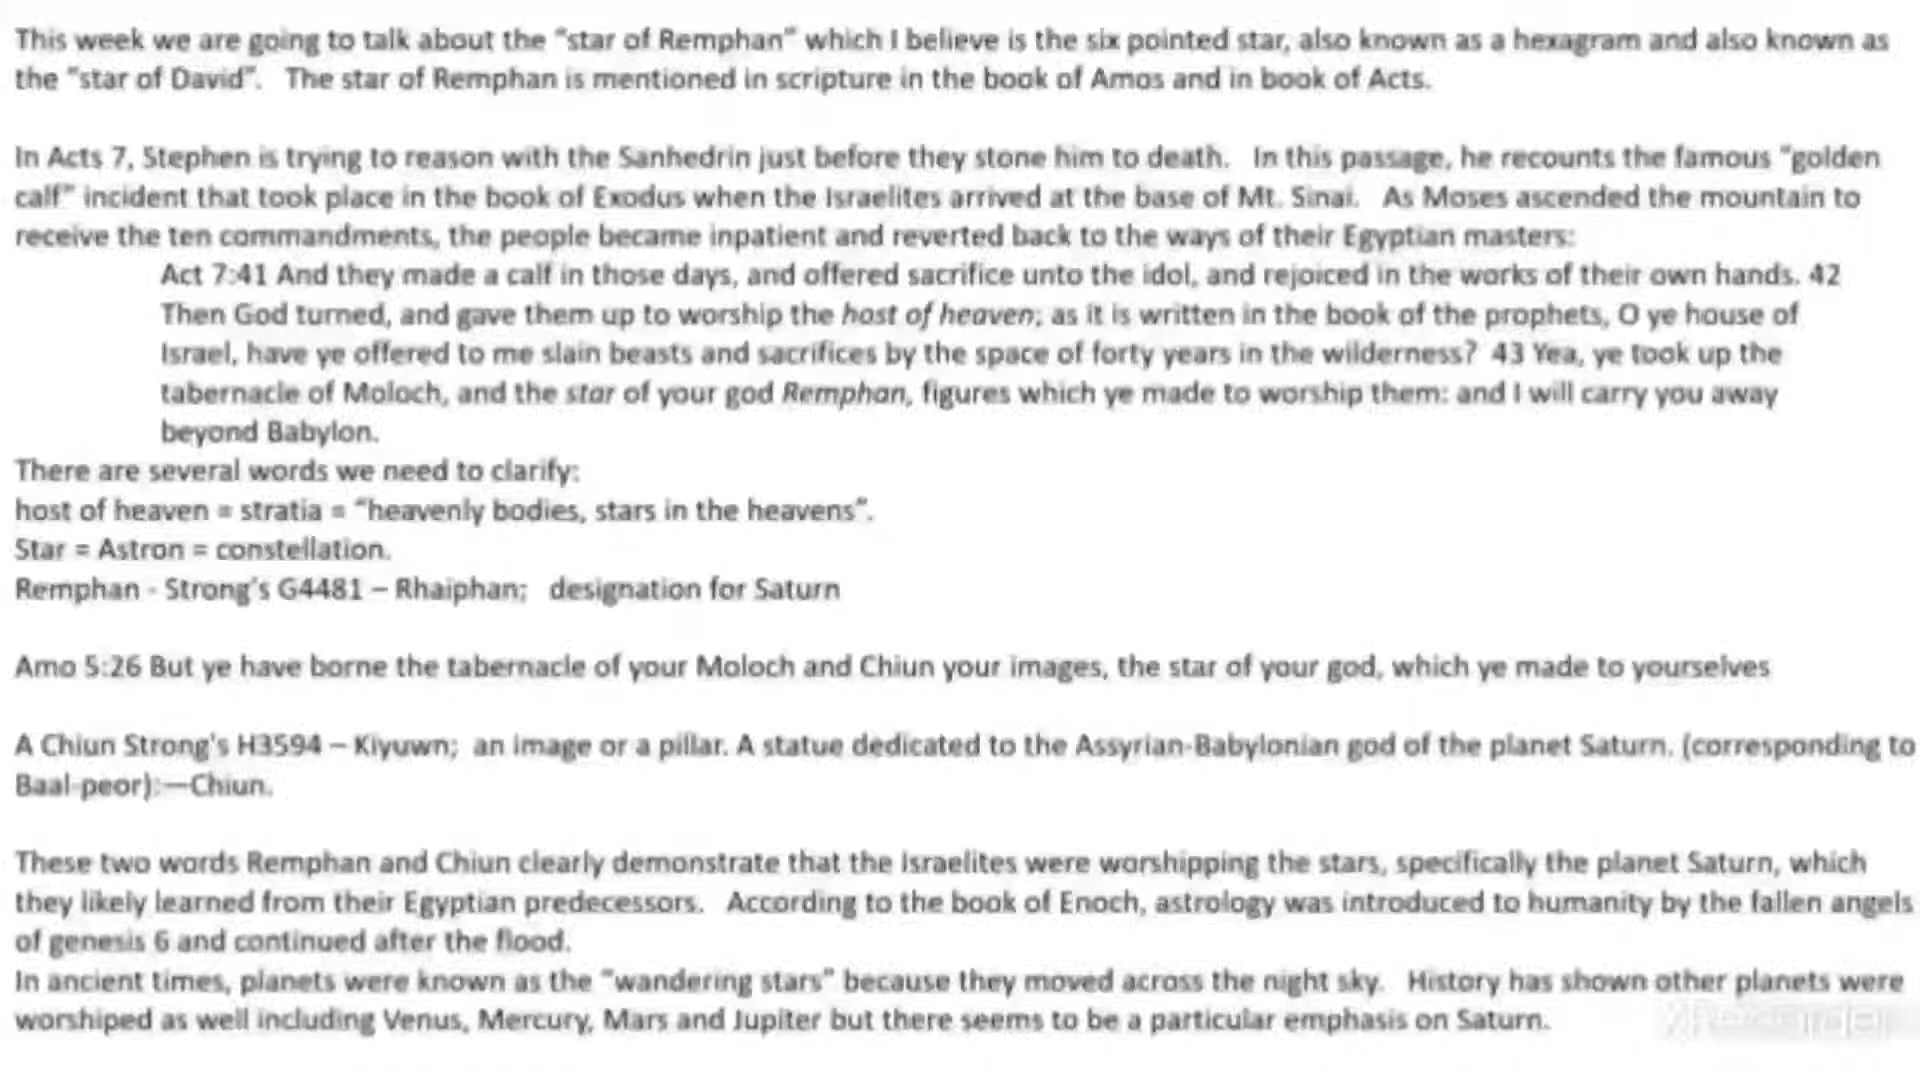 This week we are going to talk about the "star of Remphan" which I believe is the six pointed star, also known as a hexagram and also known as
the "star of David".   The star of Remphan is mentioned in scripture in the book of Amos and in book of Acts.
In Acts 7, Stephen is trying to reason with the Sanhedrin just before they stone him to death.   In this passage, he recounts the famous "golden
calf" incident that took place in the book of Exodus when the Israelites arrived at the base of Mt. Sinai.   As Moses ascended the mountain to
receive the ten commandments, the people became inpatient and reverted back to the ways of their Egyptian masters:
Act 7:41 And they made a calf in those days, and offered sacrifice unto the idol, and rejoiced in the works of their own hands. 42
Then God turned, and gave them up to worship the host of heaven; as it is written in the book of the prophets, O ye house of
Israel, have ye offered to me slain beasts and sacrifices by the space of forty years in the wilderness?  43 Yea, ye took up the
tabernacle of Moloch, and the star of your god Remphan, figures which ye made to worship them: and I will carry you away
beyond Babylon.
There are several words we need to clarify:
host of heaven = stratia = "heavenly bodies, stars in the heavens".
Star = Astron = constellation.
Remphan - Strong's G4481 – Rhaiphan;   designation for Saturn
Amo 5:26 But ye have borne the tabernacle of your Moloch and Chiun your images, the star of your god, which ye made to yourselves
A Chiun Strong's H3594 – Kiyuwn;  an image or a pillar. A statue dedicated to the Assyrian-Babylonian god of the planet Saturn. (corresponding to
Baal-peor):—Chiun.
These two words Remphan and Chiun clearly demonstrate that the Israelites were worshipping the stars, specifically the planet Saturn, which
they likely learned from their Egyptian predecessors.   According to the book of Enoch, astrology was introduced to humanity by the fallen angels
of genesis 6 and continued after the flood.
In ancient times, planets were known as the "wandering stars" because they moved across the night sky.   History has shown other planets were
worshiped as well including Venus, Mercury, Mars and Jupiter but there seems to be a particular emphasis on Saturn.
XRecorder